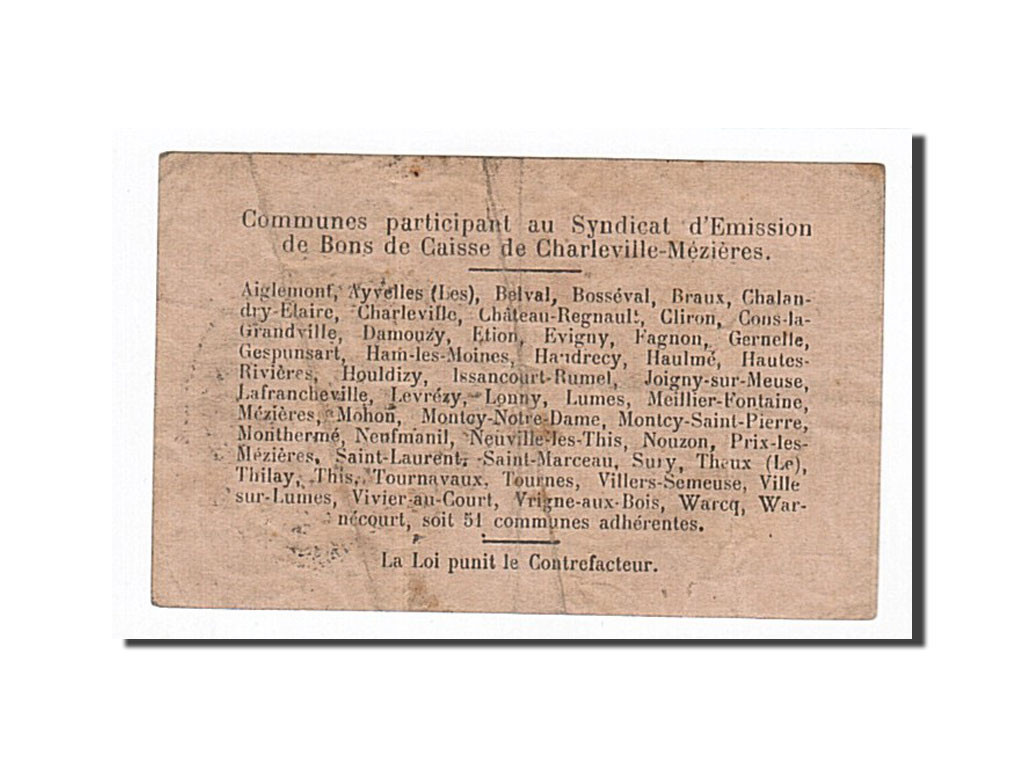 Communes participant au Syndicat d'Emission
de Bons de Caisse de Charleville-Mézières.
Aiglemont, Ayvelles (Les), Belval, Bosséval, Braux, Chalan-
dry-Elaire, Charleville, Château-Regnault, Cliron, Cons-la-
Grandville, Damouzy, Etion, Evigny, Fagnon, Gernelle,
Gespunsart, Ham-les-Moines, Haudrecy, Haulmé, Hautes-
Rivières, Houldizy, Issancourt-Rumel, Joigny-sur-Meuse,
Lafrancheville, Levrézy, Lonny, Lumes, Meillier-Fontaine,
Mézières, Mohon, Montcy-Notre-Dame, Montcy-Saint-Pierre,
Monthermé, Neufmanil, Neuville-les-This, Nouzon, Prix-les-
Mézières, Saint-Laurent, Saint-Marceau, Sury, Theux (Le),
Thilay, This, Tournavaux, Tournes, Villers-Semeuse, Ville
sur-Lumes, Vivier-au-Court, Vrigne-aux-Bois, Warcq, War-
nécourt, soit 51 communes adhérentes.
La Loi punit le Contrefacteur.